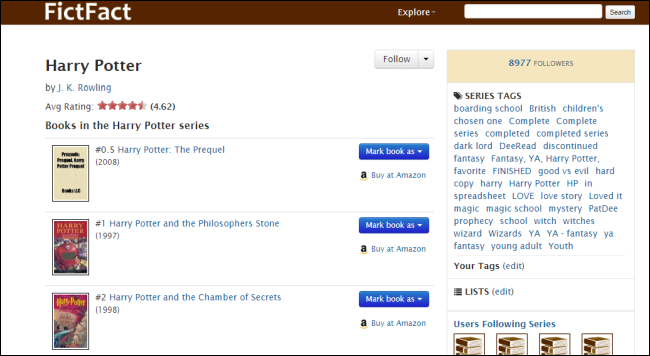 FictFact
Explore
Search
Harry Potter
Follow
by J. K. Rowling
Avg Rating: (4.62)
Books in the Harry Potter series
Prequels:
Prequel, Harry
Potter Prequel
Books LLC
#0.5 Harry Potter: The Prequel
(2008)
Mark book as
Buy at Amazon
HARRY
POTTER
#1 Harry Potter and the Philosophers Stone
(1997)
Mark book as
Buy at Amazon
#2 Harry Potter and the Chamber of Secrets
(1998)
Mark book as
Buy at Amazon
8977 FOLLOWERS
SERIES TAGS
boarding school British children's
chosen one Complete Complete
series completed completed series
dark lord DeeRead discontinued
fantasy Fantasy, YA, Harry Potter,
favorite FINISHED good vs evil hard
copy harry Harry Potter HP in
spreadsheet LOVE love story Loved it
magic magic school mystery PatDee
prophecy school witch witches
wizard Wizards YA YA - fantasy ya
fantasy young adult Youth
Your Tags (edit)
LISTS (edit)
Users Following Series